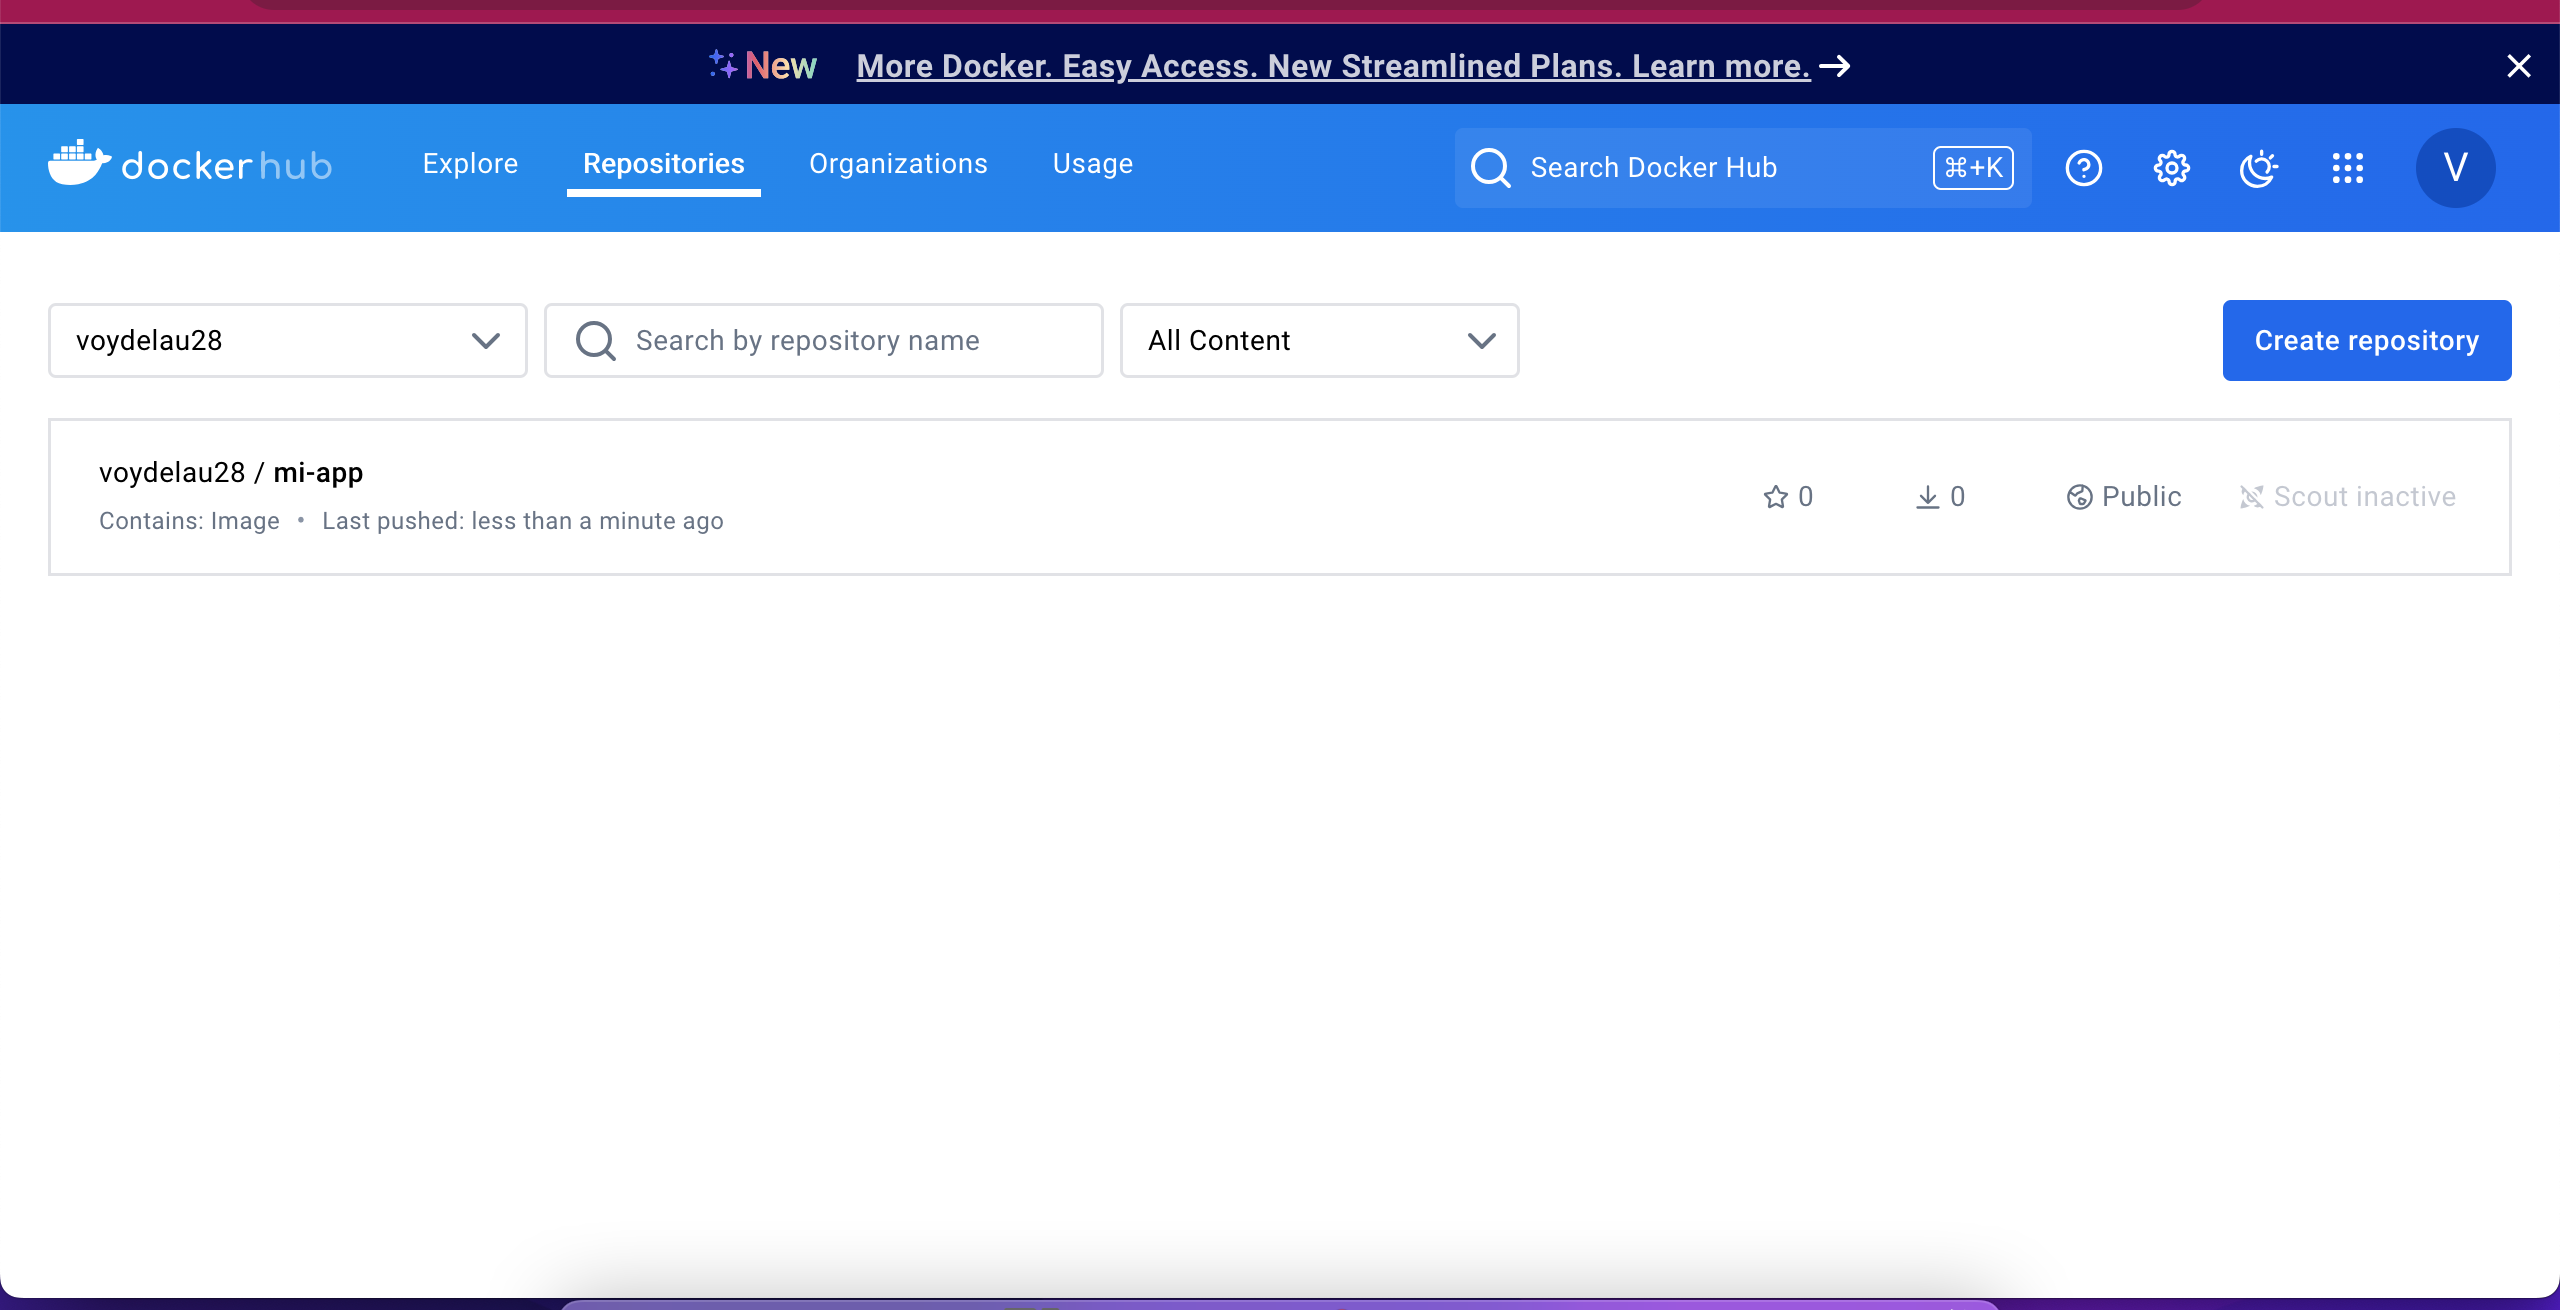 New More Docker. Easy Access. New Streamlined Plans. Learn more. →
dockerhub Explore Repositories Organizations Usage Search Docker Hub ⌘+K ? V
voydelau28 Search by repository name All Content Create repository
voydelau28 / mi-app
Contains: Image • Last pushed: less than a minute ago
0 0 Public Scout inactive